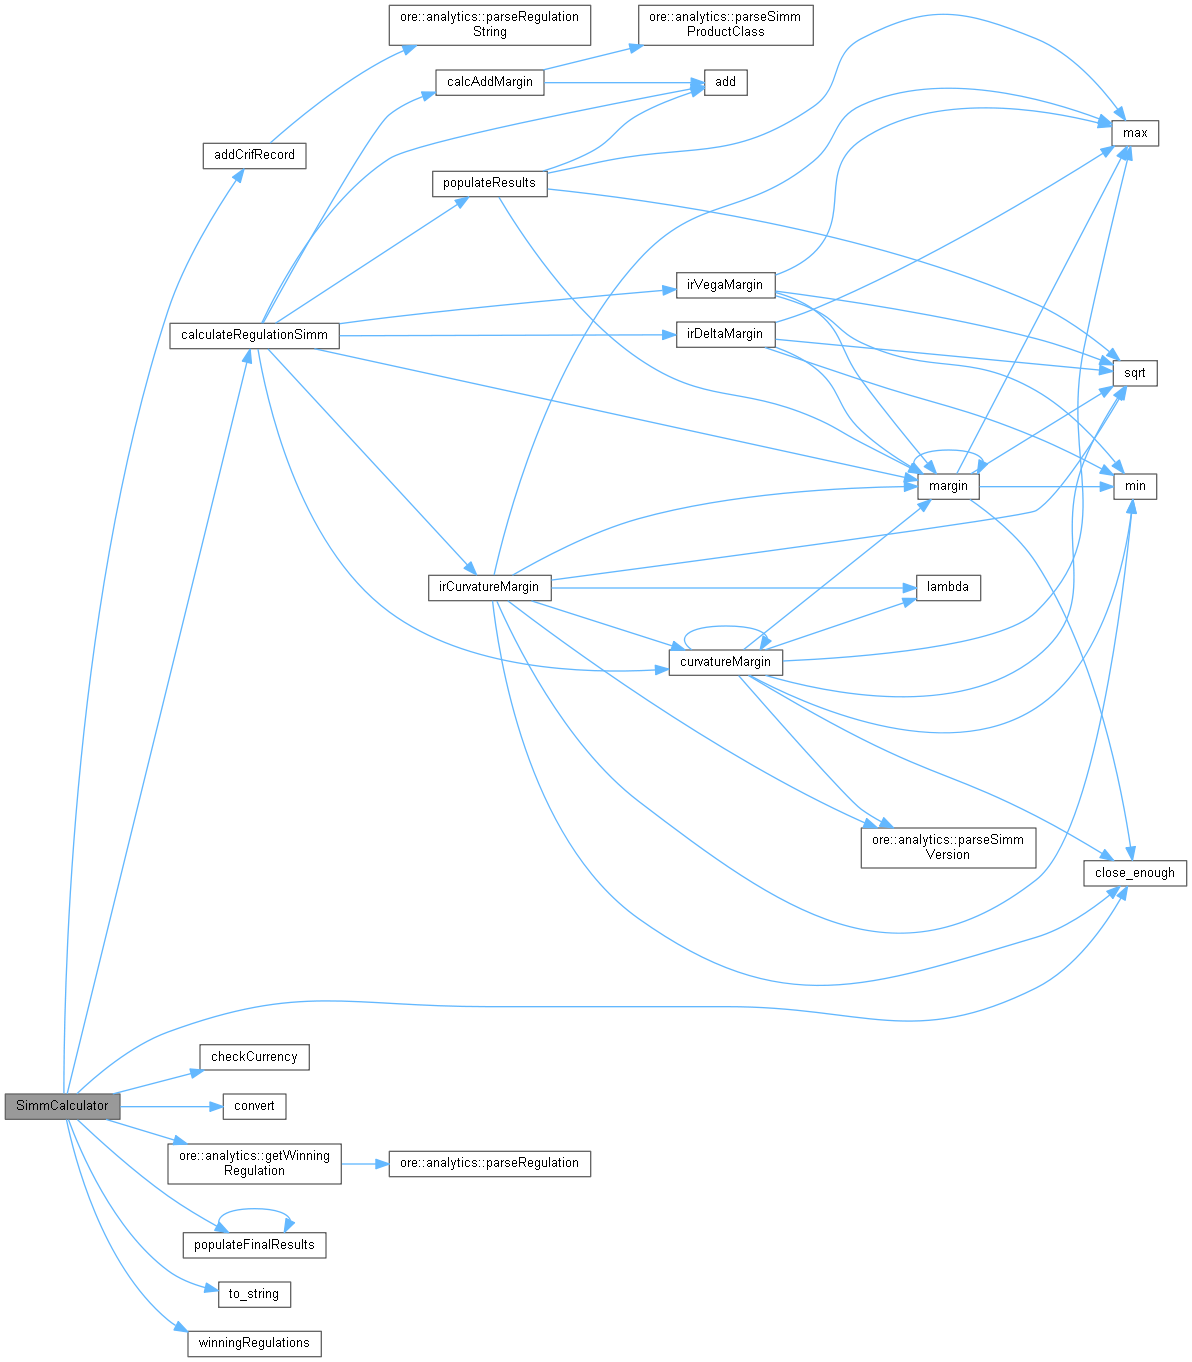 ore::analytics::parseRegulation
String
ore::analytics::parseSimm
ProductClass
calcAddMargin
add
max
addCrifRecord
populateResults
irVegaMargin
calculateRegulationSimm
irDeltaMargin
sqrt
margin
min
irCurvatureMargin
lambda
curvatureMargin
ore::analytics::parseSimm
Version
close_enough
checkCurrency
SimmCalculator
convert
ore::analytics::getWinning
Regulation
ore::analytics::parseRegulation
populateFinalResults
to_string
winningRegulations